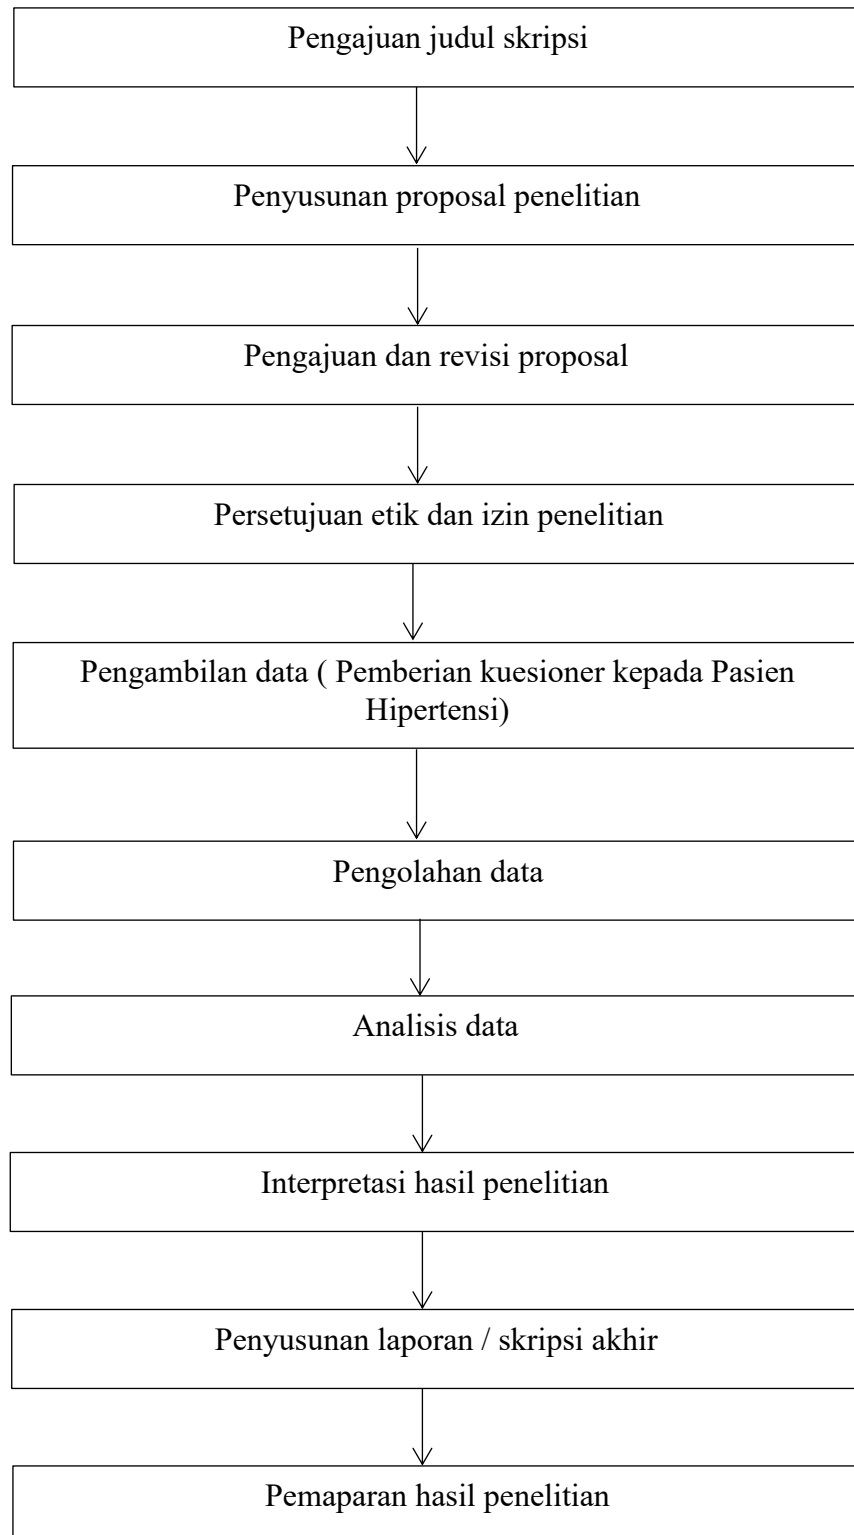 Pengajuan judul skripsi
Penyusunan proposal penelitian
Pengajuan dan revisi proposal
Persetujuan etik dan izin penelitian
Pengambilan data ( Pemberian kuesioner kepada Pasien
Hipertensi)
Pengolahan data
Analisis data
Interpretasi hasil penelitian
Penyusunan laporan / skripsi akhir
Pemaparan hasil penelitian